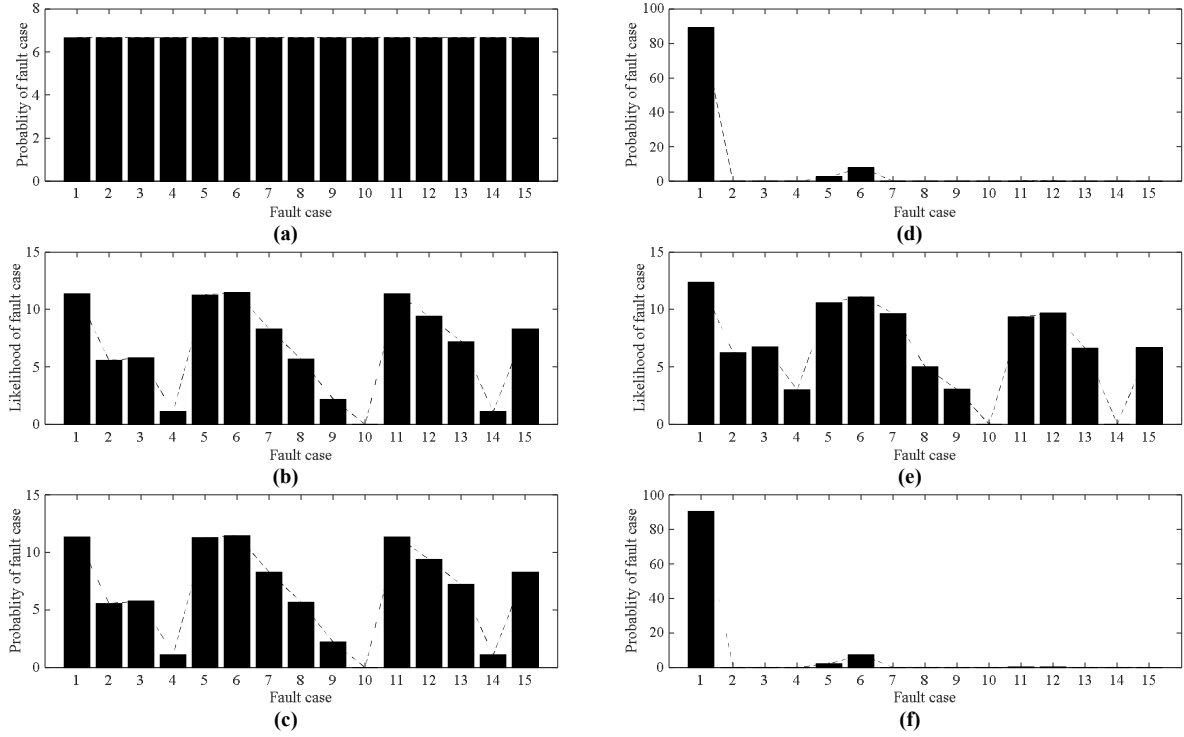 Probablity of fault case
8
6
4
2
0
1 2 3 4 5 6 7 8 9 10 11 12 13 14 15
Fault case
(a)
Likelihood of fault case
15
10
5
0
1 2 3 4 5 6 7 8 9 10 11 12 13 14 15
Fault case
(b)
Probablity of fault case
15
10
5
0
1 2 3 4 5 6 7 8 9 10 11 12 13 14 15
Fault case
(c)
Probablity of fault case
100
80
60
40
20
0
1 2 3 4 5 6 7 8 9 10 11 12 13 14 15
Fault case
(d)
Likelihood of fault case
15
10
5
0
1 2 3 4 5 6 7 8 9 10 11 12 13 14 15
Fault case
(e)
Probablity of fault case
100
80
60
40
20
0
1 2 3 4 5 6 7 8 9 10 11 12 13 14 15
Fault case
(f)